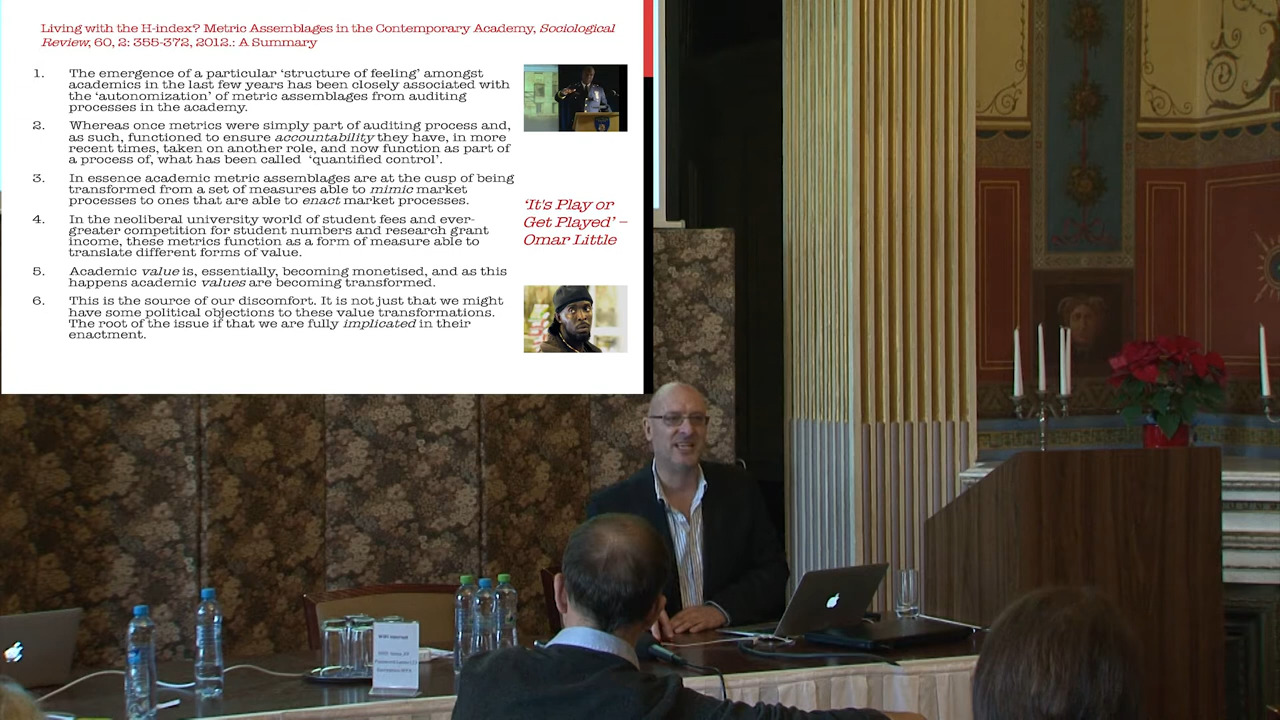 Living with the H-index? Metric Assemblages in the Contemporary Academy, Sociological
Review, 60, 2: 355-372, 2012.: A Summary
1. The emergence of a particular ‘structure of feeling’ amongst
academics in the last few years has been closely associated with
the ‘autonomization’ of metric assemblages from auditing
processes in the academy.
2. Whereas once metrics were simply part of auditing process and,
as such, functioned to ensure accountability they have, in more
recent times, taken on another role, and now function as part of
a process of, what has been called ‘quantified control’.
3. In essence academic metric assemblages are at the cusp of being
transformed from a set of measures able to mimic market
processes to ones that are able to enact market processes.
4. In the neoliberal university world of student fees and ever-
greater competition for student numbers and research grant
income, these metrics function as a form of measure able to
translate different forms of value.
5. Academic value is, essentially, becoming monetised, and as this
happens academic values are becoming transformed.
6. This is the source of our discomfort. It is not just that we might
have some political objections to these value transformations.
The root of the issue if that we are fully implicated in their
enactment.
‘It's Play or
Get Played’ –
Omar Little